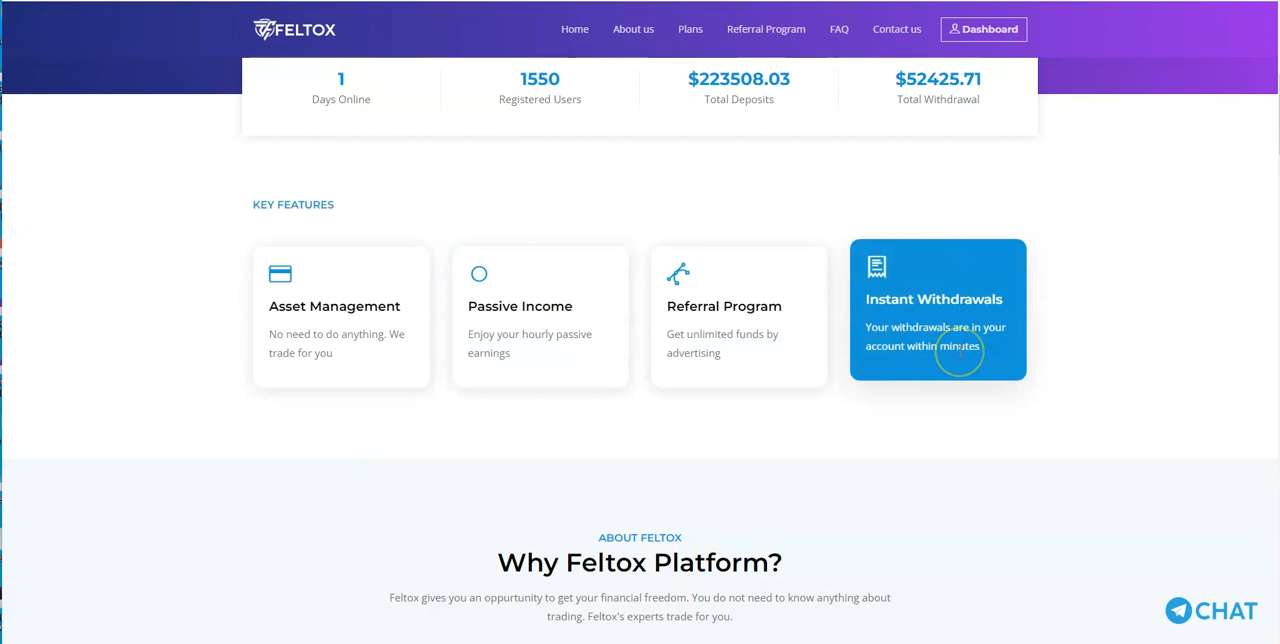 FELTOX
Home About us Plans Referral Program FAQ Contact us Dashboard
1 1550 $223508.03 $52425.71
Days Online Registered Users Total Deposits Total Withdrawal
KEY FEATURES
Asset Management
No need to do anything. We
trade for you
Passive Income
Enjoy your hourly passive
earnings
Referral Program
Get unlimited funds by
advertising
Instant Withdrawals
Your withdrawals are in your
account within minutes
ABOUT FELTOX
Why Feltox Platform?
Feltox gives you an oppurtunity to get your financial freedom. You do not need to know anything about
trading. Feltox's experts trade for you.
CHAT